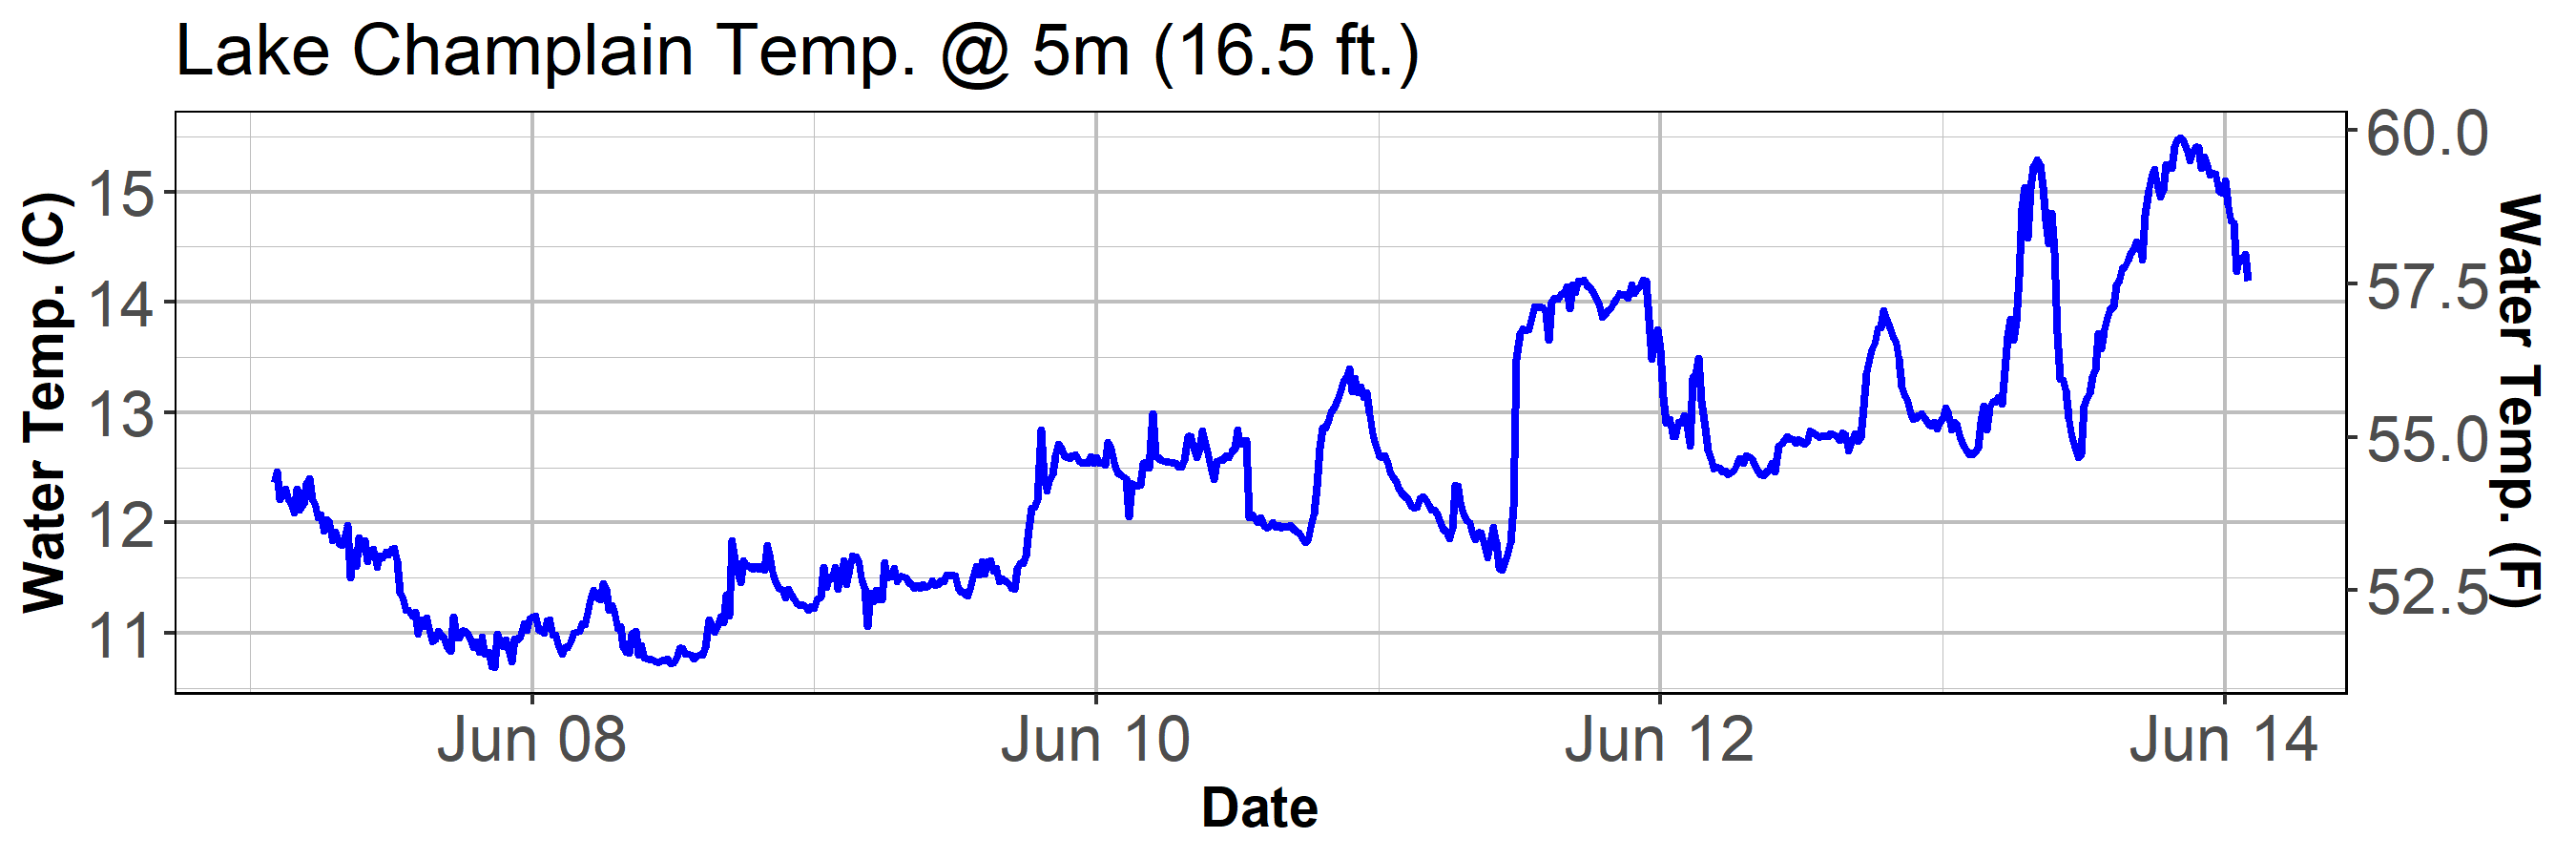 Lake Champlain Temp. @ 5m (16.5 ft.)
Water Temp. (C)
15
14
13
12
11
60.0
57.5
55.0
52.5
Water Temp. (F)
Jun 08 Jun 10 Jun 12 Jun 14
Date